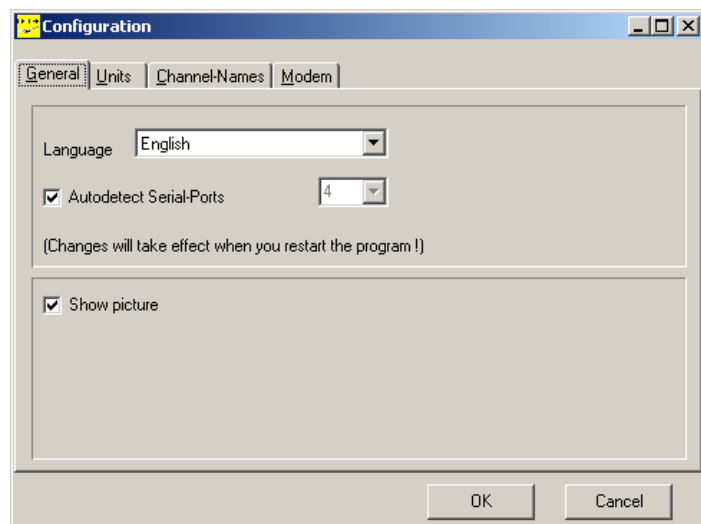 Configuration
General Units Channel-Names Modem
Language English
Autodetect Serial-Ports 4
(Changes will take effect when you restart the program !)
Show picture
OK Cancel